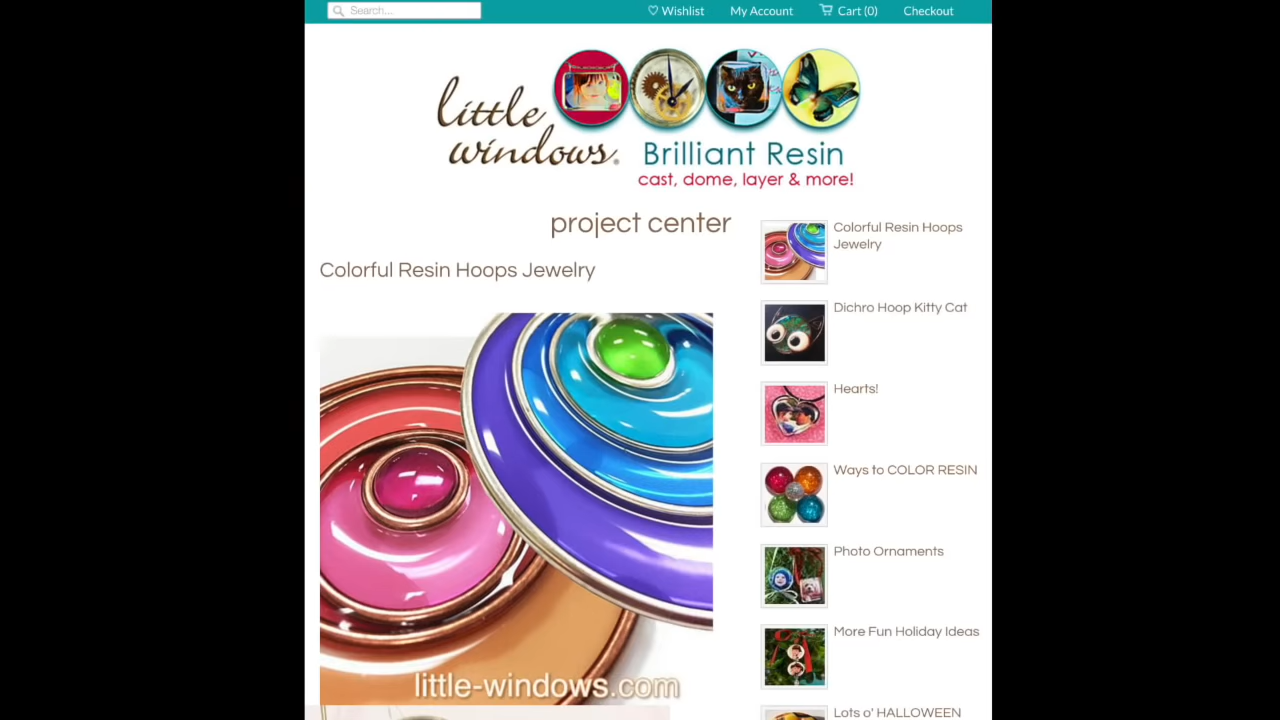 Search...
Wishlist
My Account
Cart (0)
Checkout
little
windows®
Brilliant Resin
cast, dome, layer & more!
project center
Colorful Resin Hoops Jewelry
little-windows.com
Colorful Resin Hoops
Jewelry
Dichro Hoop Kitty Cat
Hearts!
Ways to COLOR RESIN
Photo Ornaments
More Fun Holiday Ideas
Lots o' HALLOWEEN